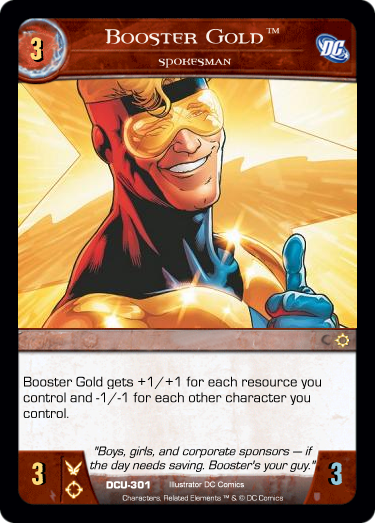 3
BOOSTER GOLD™
SPOKESMAN
DC
Booster Gold gets +1/+1 for each resource you
control and -1/-1 for each other character you
control.
"Boys, girls, and corporate sponsors — if
the day needs saving. Booster's your guy."
3
DCU-301 Illustrator DC Comics
3
Characters, Related Elements ™ & © DC Comics